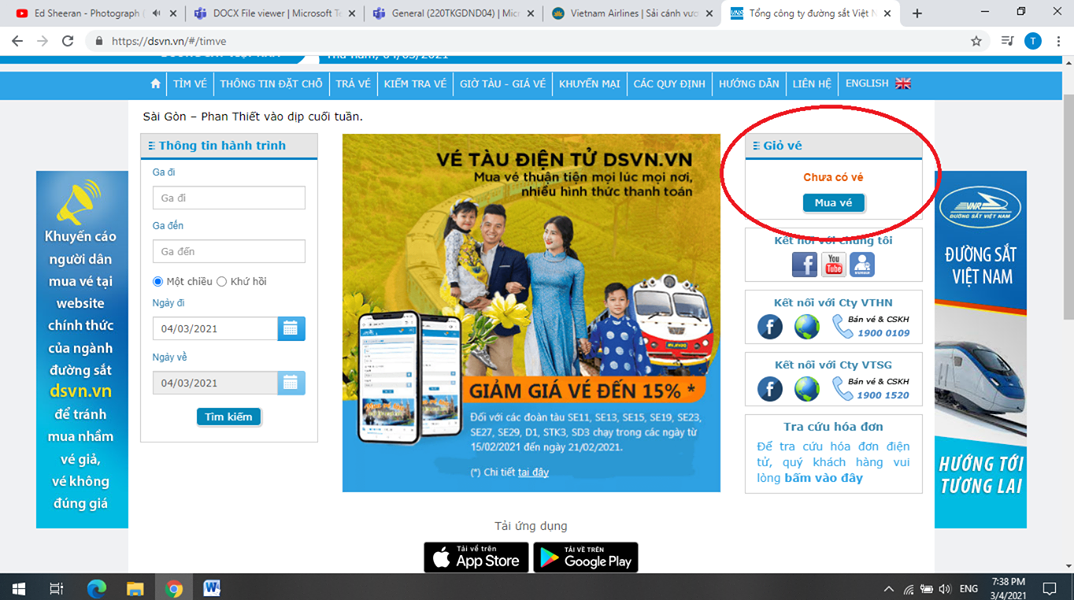 Ed Sheeran - Photograph (
DOCX File viewer | Microsoft T
General (220TKGDND04) | Mic
Vietnam Airlines | Sải cánh vươ
Tổng công ty đường sắt Việt N
https://dsvn.vn/#/timve
T
TÌM VÉ
THÔNG TIN ĐẶT CHỖ
TRẢ VÉ
KIỂM TRA VÉ
GIỜ TÀU - GIÁ VÉ
KHUYẾN MẠI
CÁC QUY ĐỊNH
HƯỚNG DẪN
LIÊN HỆ
ENGLISH
Sài Gòn – Phan Thiết vào dịp cuối tuần.
Khuyến cáo
người dân
mua vé tại
website
chính thức
của ngành
đường sắt
dsvn.vn
để tránh
mua nhầm
vé giả,
vé không
đúng giá
Thông tin hành trình
Ga đi
Ga đi
Ga đến
Ga đến
Một chiều
Khứ hồi
Ngày đi
04/03/2021
Ngày về
04/03/2021
Tìm kiếm
VÉ TÀU ĐIỆN TỬ DSVN.VN
Mua vé thuận tiện mọi lúc mọi nơi,
nhiều hình thức thanh toán
GIẢM GIÁ VÉ ĐẾN 15% *
Đối với các đoàn tàu SE11, SE13, SE15, SE19, SE23,
SE27, SE29, D1, STK3, SD3 chạy trong các ngày từ
15/02/2021 đến ngày 21/02/2021.
(*) Chi tiết tại đây
Giỏ vé
Chưa có vé
Mua vé
Kết nối với chúng tôi
You
Tube
Kết nối với Cty VTHN
Bán vé & CSKH
1900 0109
Kết nối với Cty VTSG
Bán vé & CSKH
1900 1520
Tra cứu hóa đơn
Để tra cứu hóa đơn điện
tử, quý khách hàng vui
lòng bấm vào đây
VNR
ĐƯỜNG SẮT VIỆT NAM
ĐƯỜNG SẮT
VIỆT NAM
HƯỚNG TỚI
TƯƠNG LAI
Tải ứng dụng
Tải về trên
App Store
TẢI VỀ TRÊN
Google Play
ENG
7:38 PM
3/4/2021